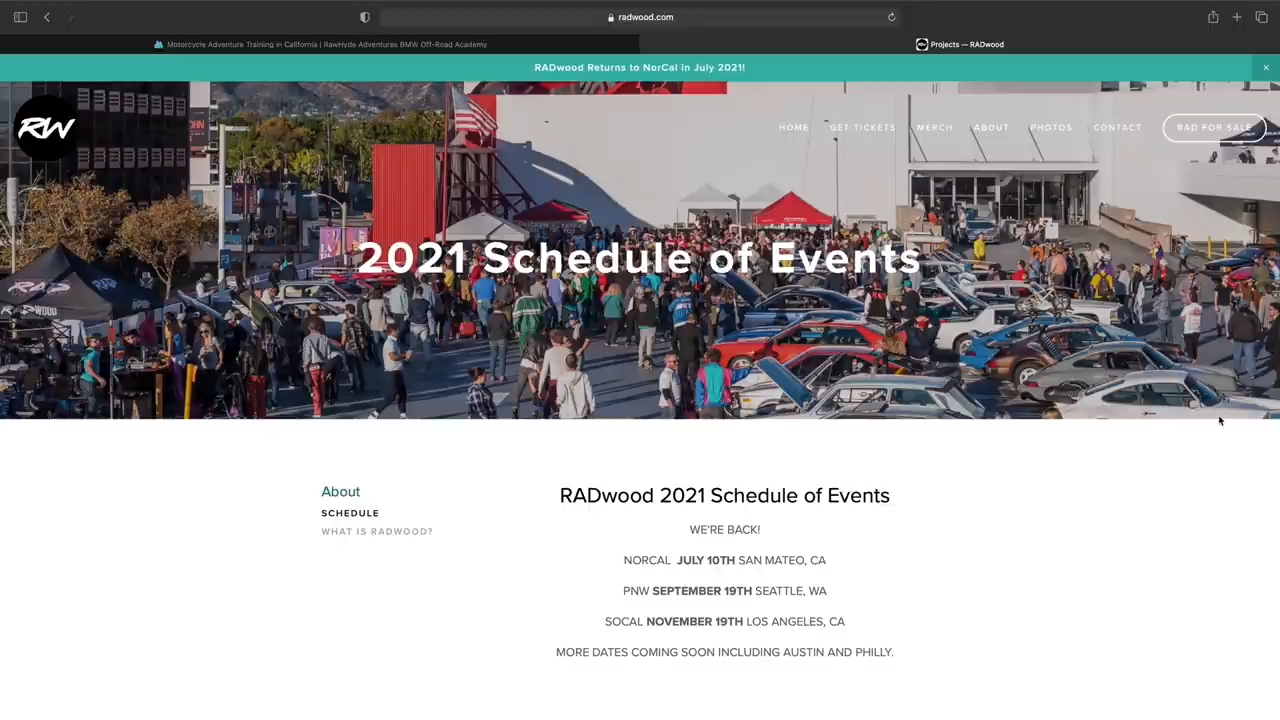 radwood.com
Motorcycle Adventure Training in California | RawHyde Adventures BMW Off-Road Academy
Projects — RADwood
RADwood Returns to NorCal in July 2021!
RW
HOME
GET TICKETS
MERCH
ABOUT
PHOTOS
CONTACT
RAD FOR SALE
2021 Schedule of Events
About
SCHEDULE
WHAT IS RADWOOD?
RADwood 2021 Schedule of Events
WE'RE BACK!
NORCAL JULY 10TH SAN MATEO, CA
PNW SEPTEMBER 19TH SEATTLE, WA
SOCAL NOVEMBER 19TH LOS ANGELES, CA
MORE DATES COMING SOON INCLUDING AUSTIN AND PHILLY.